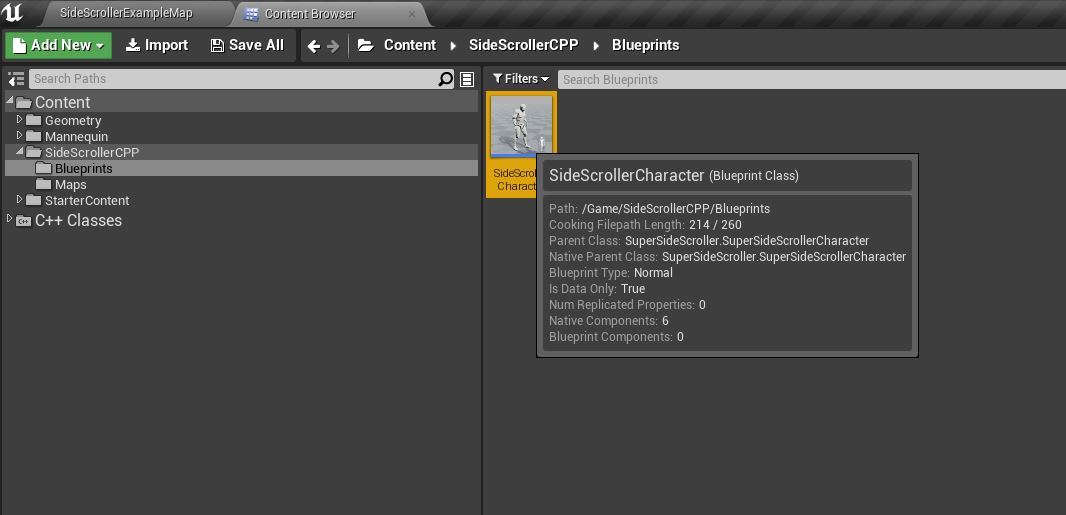 SideScrollerExampleMap
Content Browser
Add New Import Save All Content SideScrollerCPP Blueprints
Search Paths
Filters
Search Blueprints
Content
Geometry
Mannequin
SideScrollerCPP
Blueprints
Maps
StarterContent
C++ Classes
SideScrol
Charact
SideScrollerCharacter (Blueprint Class)
Path: /Game/SideScrollerCPP/Blueprints
Cooking Filepath Length: 214 / 260
Parent Class: SuperSideScroller.SuperSideScrollerCharacter
Native Parent Class: SuperSideScroller.SuperSideScrollerCharacter
Blueprint Type: Normal
Is Data Only: True
Num Replicated Properties: 0
Native Components: 6
Blueprint Components: 0